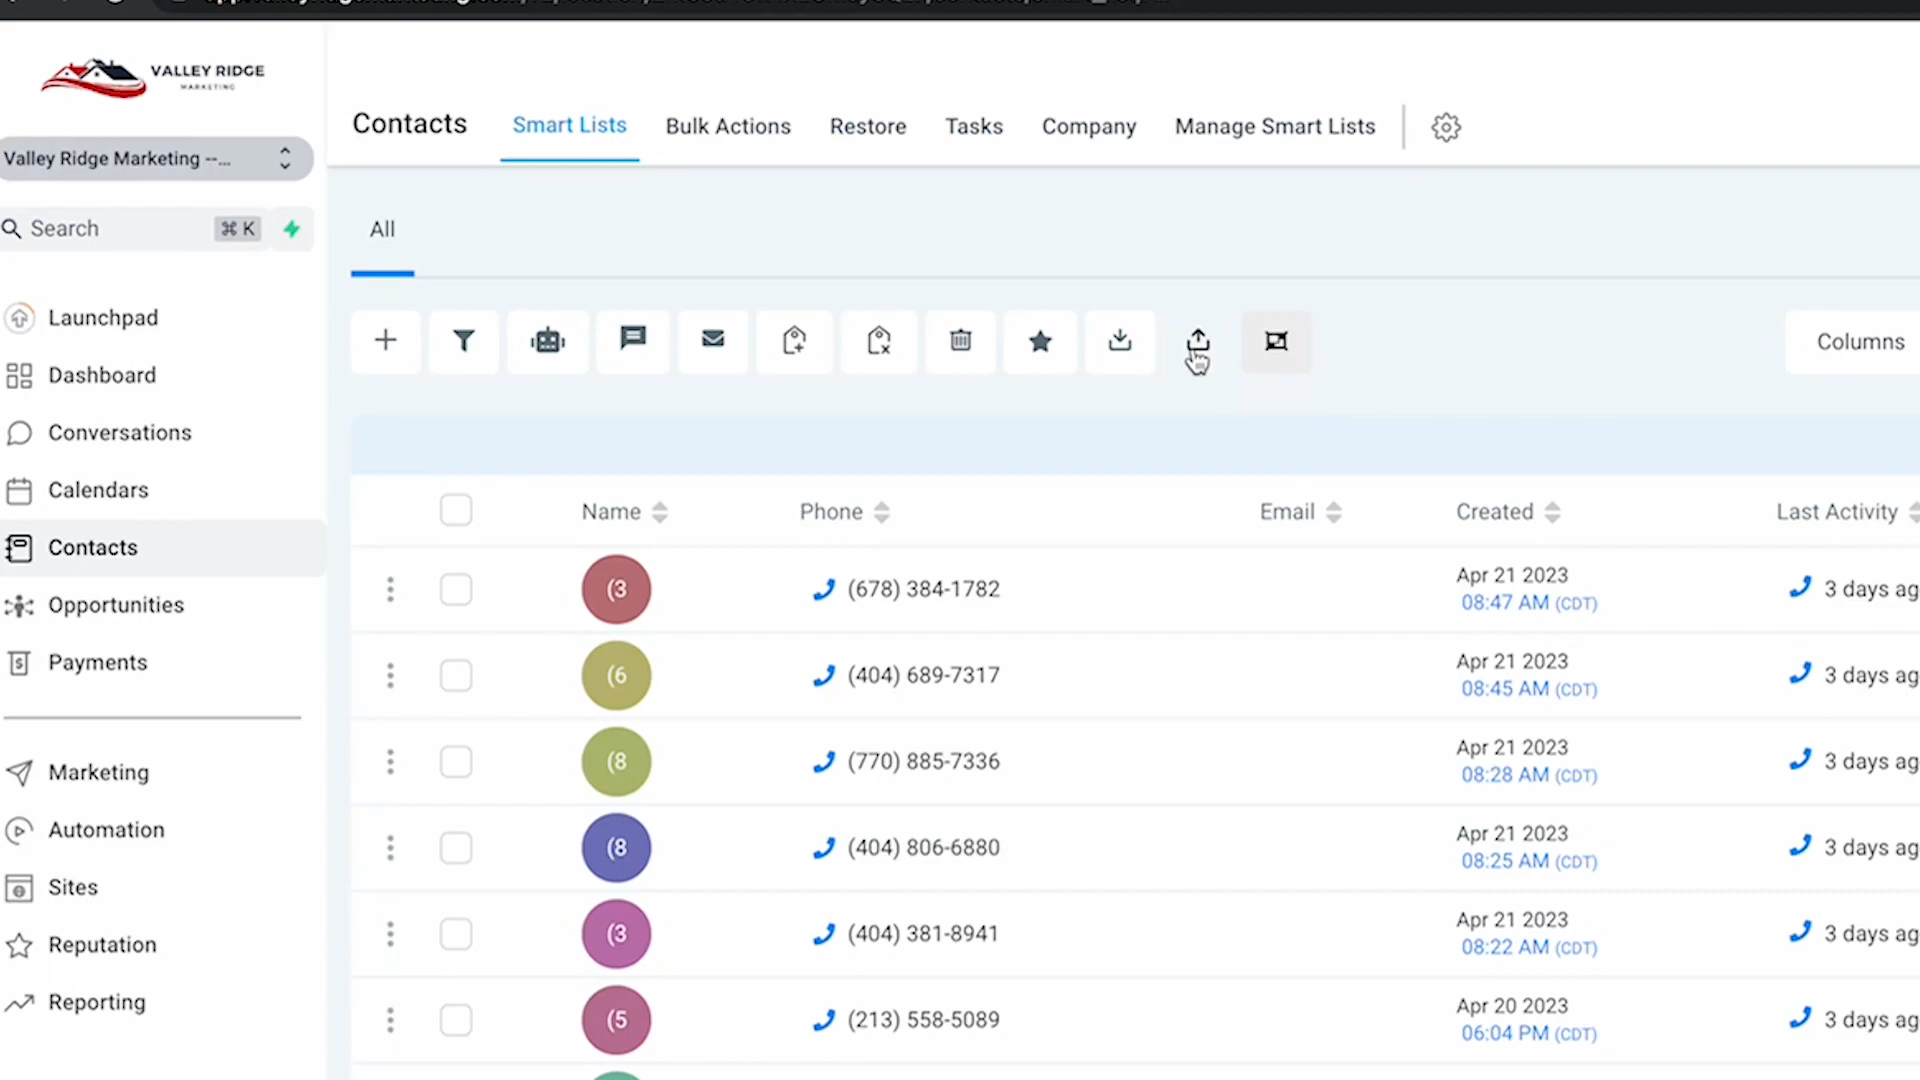 VALLEY RIDGE
MARKETING
Valley Ridge Marketing --...
Search
⌘ K
Launchpad
Dashboard
Conversations
Calendars
Contacts
Opportunities
Payments
Marketing
Automation
Sites
Reputation
Reporting
Contacts Smart Lists Bulk Actions Restore Tasks Company Manage Smart Lists
All
Columns
Name Phone Email Created Last Activity
(3 (678) 384-1782 Apr 21 2023 3 days ag
08:47 AM (CDT)
(6 (404) 689-7317 Apr 21 2023 3 days ag
08:45 AM (CDT)
(8 (770) 885-7336 Apr 21 2023 3 days ag
08:28 AM (CDT)
(8 (404) 806-6880 Apr 21 2023 3 days ag
08:25 AM (CDT)
(3 (404) 381-8941 Apr 21 2023 3 days ag
08:22 AM (CDT)
(5 (213) 558-5089 Apr 20 2023 3 days ag
06:04 PM (CDT)